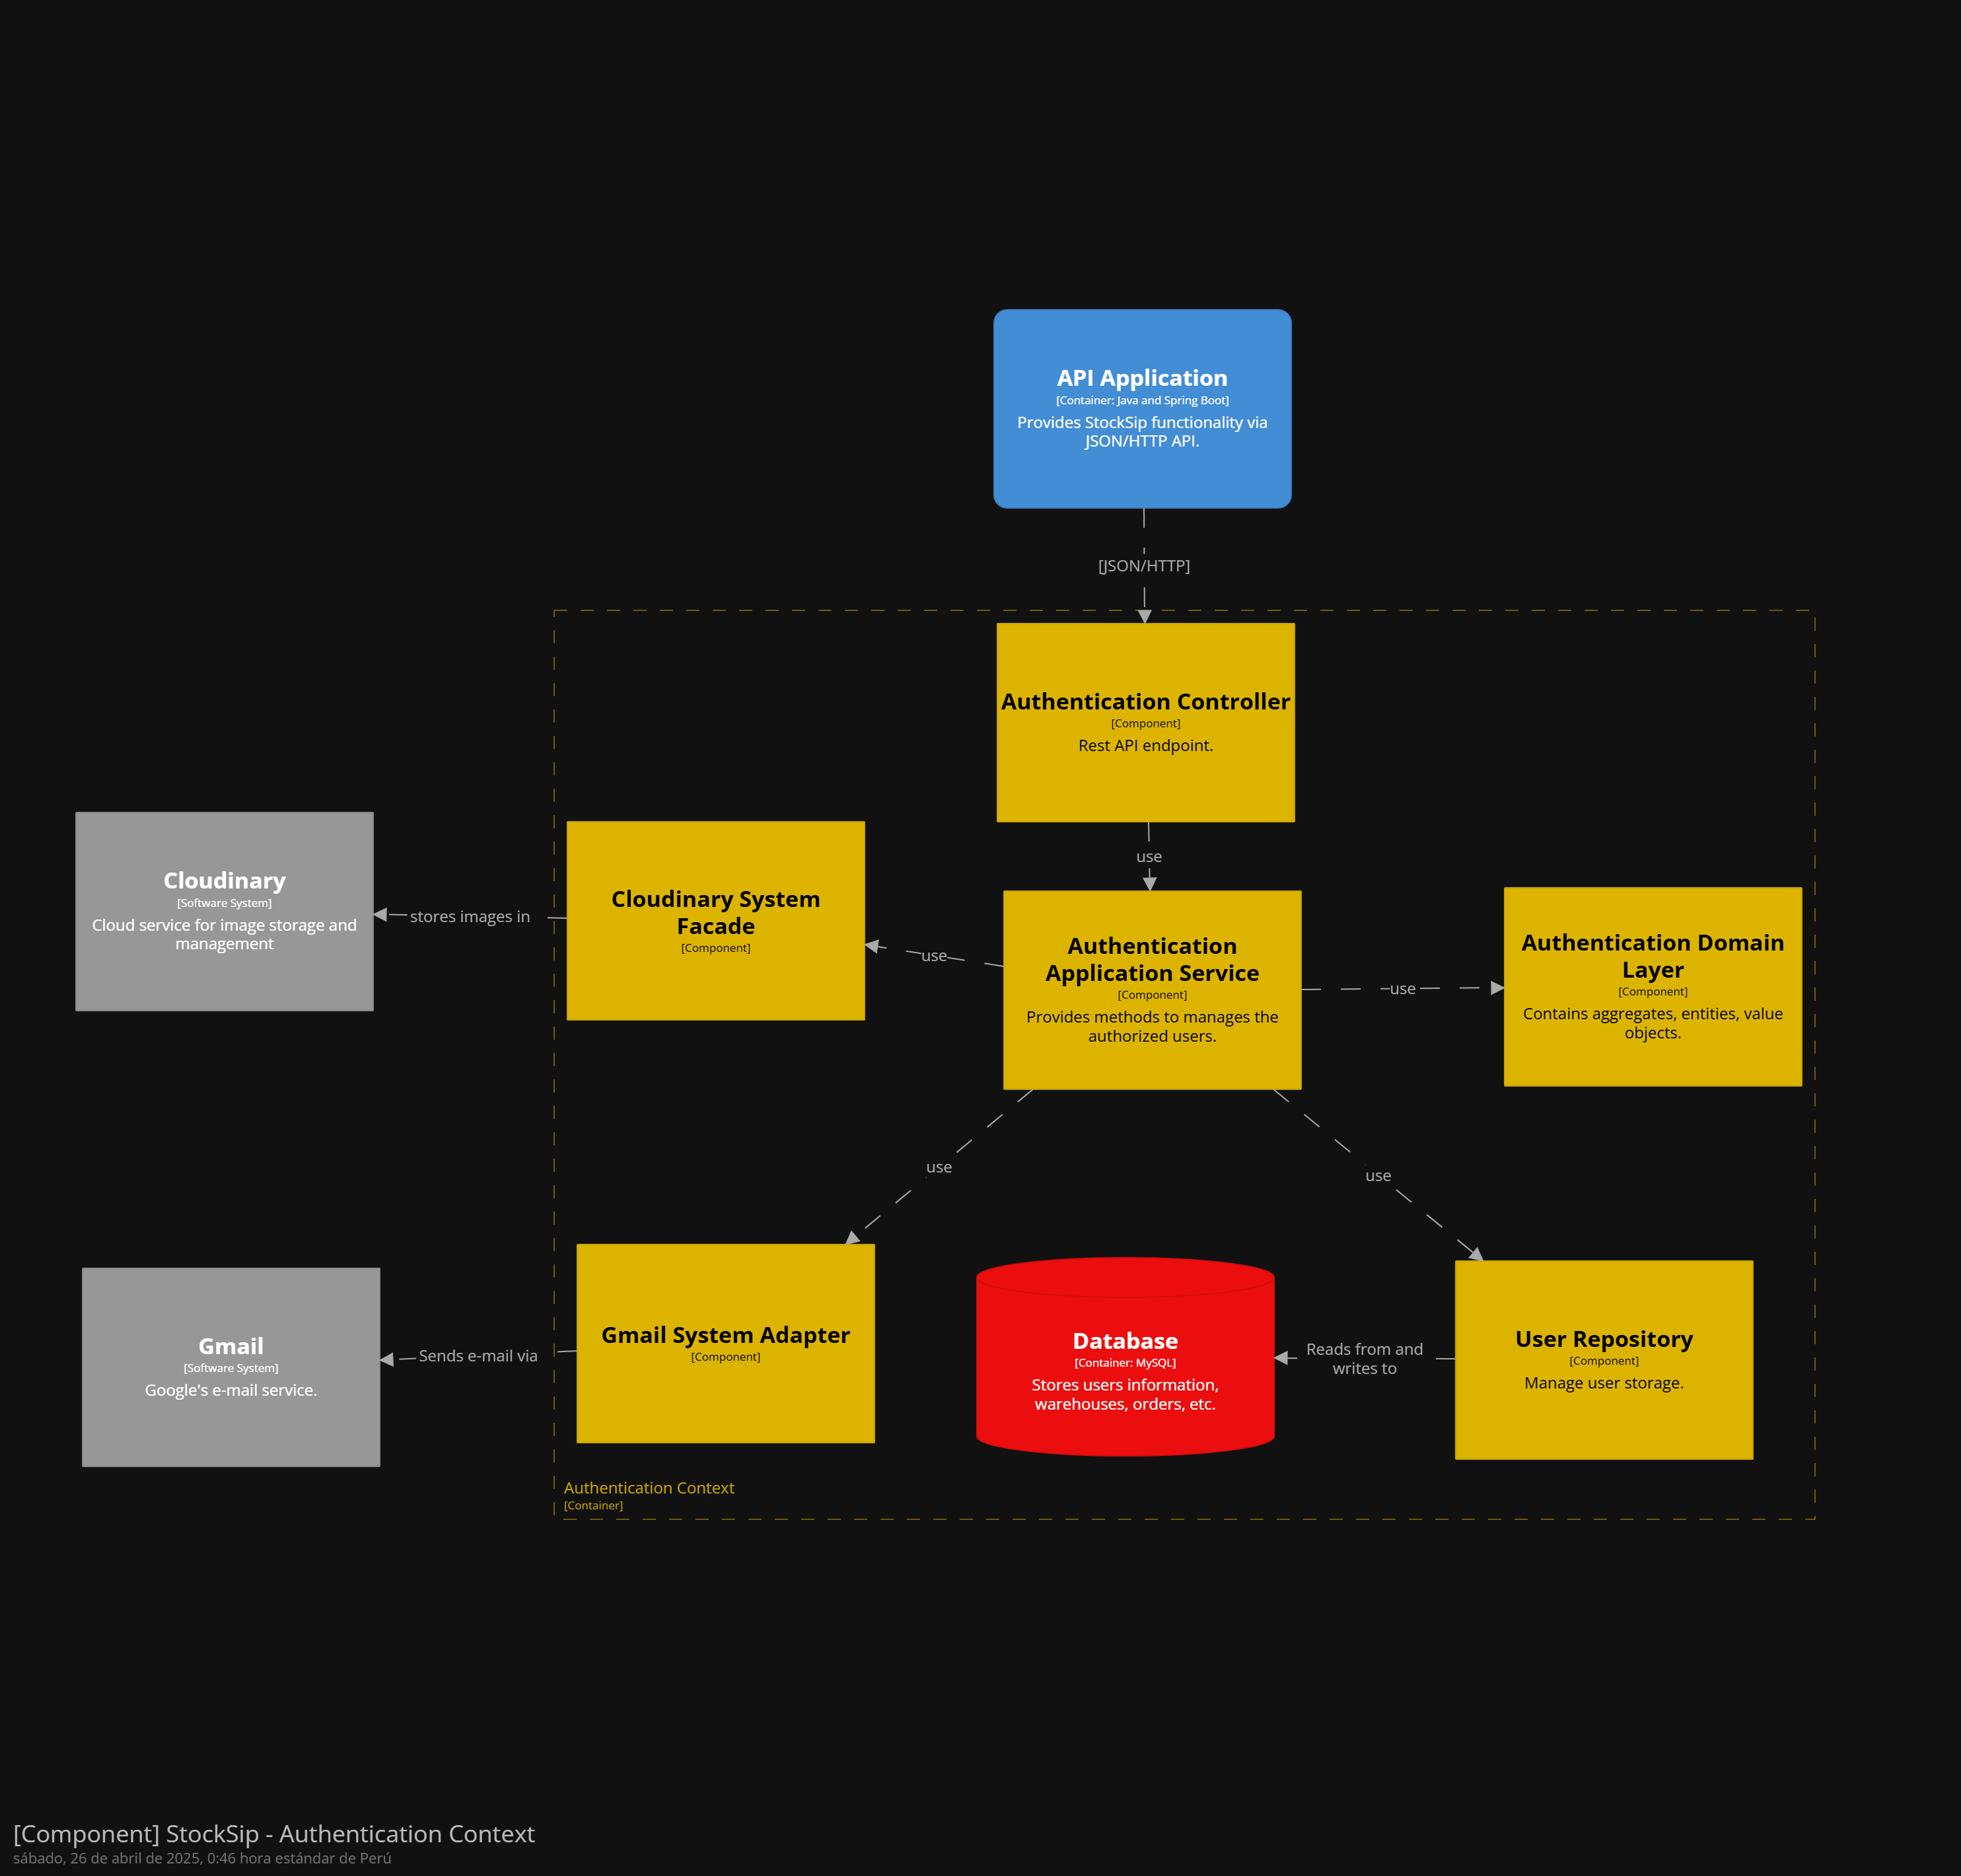 API Application
[Container: Java and Spring Boot]
Provides StockSip functionality via
JSON/HTTP API.
[JSON/HTTP]
Authentication Controller
[Component]
Rest API endpoint.
use
Cloudinary
[Software System]
Cloud service for image storage and
management
stores images in
Cloudinary System
Facade
[Component]
use
Authentication
Application Service
[Component]
Provides methods to manages the
authorized users.
use
Authentication Domain
Layer
[Component]
Contains aggregates, entities, value
objects.
use
use
Gmail
[Software System]
Google's e-mail service.
Sends e-mail via
Gmail System Adapter
[Component]
Database
[Container: MySQL]
Stores users information,
warehouses, orders, etc.
Reads from and
writes to
User Repository
[Component]
Manage user storage.
Authentication Context
[Container]
[Component] StockSip - Authentication Context
sábado, 26 de abril de 2025, 0:46 hora estándar de Perú